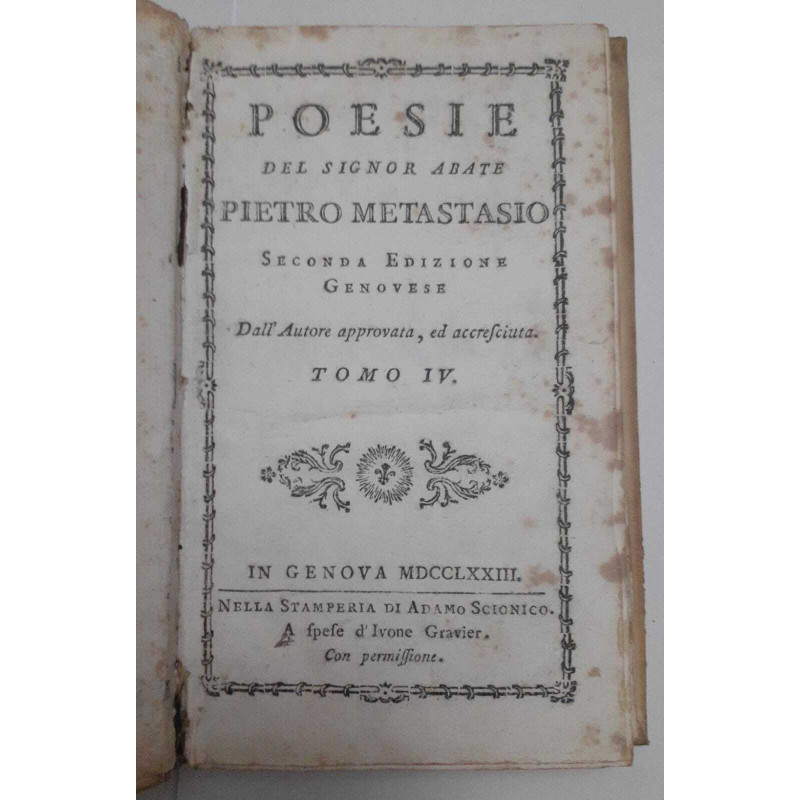 POESIE
DEL SIGNOR ABATE
PIETRO METASTASIO
SECONDA EDIZIONE
GENOVESE
Dall'Autore approvata, ed accreſciuta.
TOMO IV.
IN GENOVA MDCCLXXIII.
NELLA STAMPERIA DI ADAMO SCIONICO.
A ſpeſe d'Ivone Gravier.
Con permiſſione.